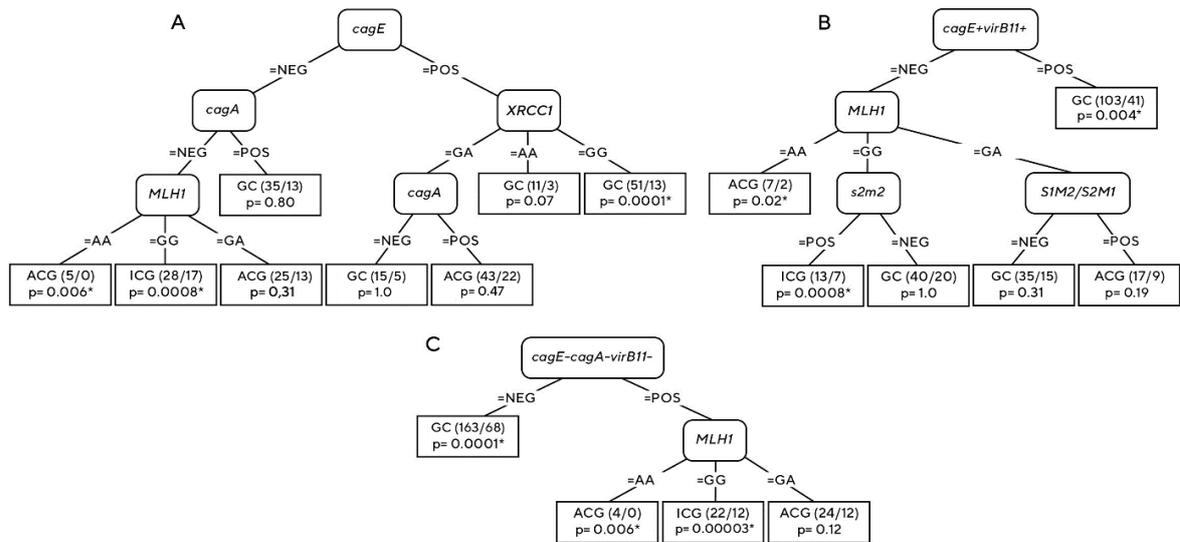 A
cagE
=NEG
=POS
cagA
XRCC1
=NEG
=POS
=GA
=AA
=GG
MLH1
GC (35/13)
p= 0.80
cagA
GC (11/3)
p= 0.07
GC (51/13)
p= 0.0001*
=AA
=GG
=GA
=NEG
=POS
ACG (5/0)
p= 0.006*
ICG (28/17)
p= 0.0008*
ACG (25/13)
p= 0,31
GC (15/5)
p= 1.0
ACG (43/22)
p= 0.47
B
cagE+virB11+
=NEG
=POS
MLH1
GC (103/41)
p= 0.004*
=AA
=GG
=GA
ACG (7/2)
p= 0.02*
s2m2
S1M2/S2M1
=POS
=NEG
=NEG
=POS
ICG (13/7)
p= 0.0008*
GC (40/20)
p= 1.0
GC (35/15)
p= 0.31
ACG (17/9)
p= 0.19
C
cagE-cagA-virB11-
=NEG
=POS
GC (163/68)
p= 0.0001*
MLH1
=AA
=GG
=GA
ACG (4/0)
p= 0.006*
ICG (22/12)
p= 0.00003*
ACG (24/12)
p= 0.12